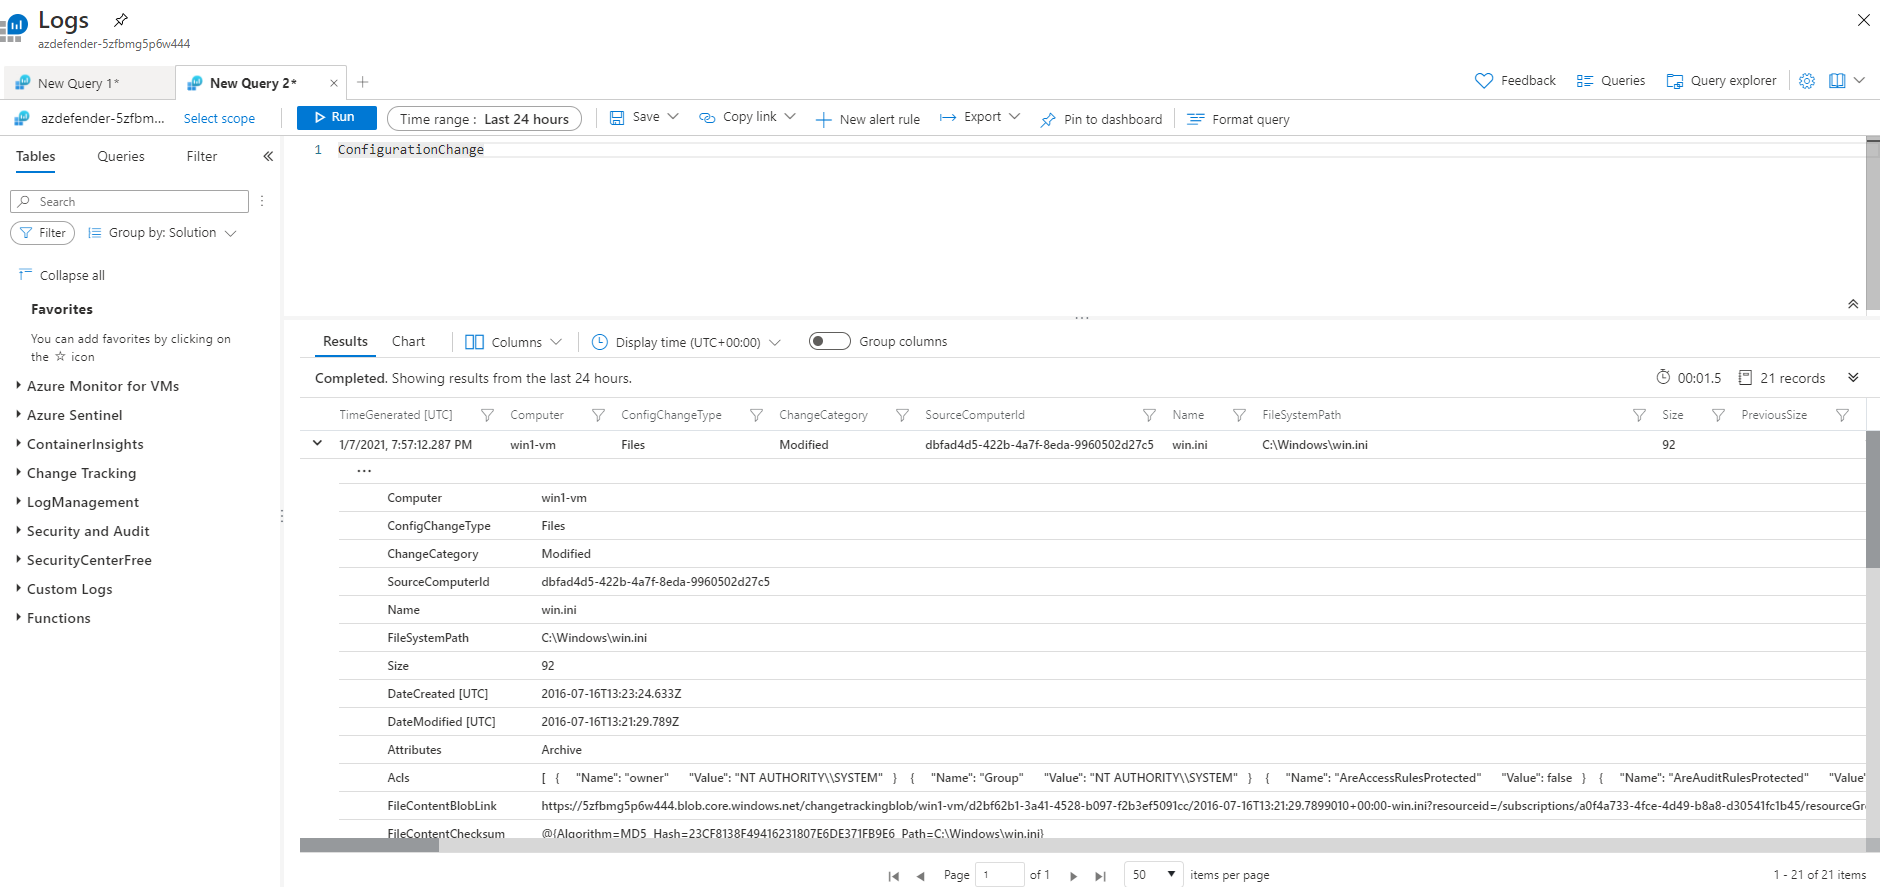 Logs
azdefender-5zfbmg5p6w444
New Query 1*
New Query 2*
Feedback
Queries
Query explorer
azdefender-5zfbm...
Select scope
Run
Time range : Last 24 hours
Save
Copy link
New alert rule
Export
Pin to dashboard
Format query
Tables
Queries
Filter
Search
Filter
Group by: Solution
Collapse all
Favorites
You can add favorites by clicking on
the ☆ icon
Azure Monitor for VMs
Azure Sentinel
ContainerInsights
Change Tracking
LogManagement
Security and Audit
SecurityCenterFree
Custom Logs
Functions
1 ConfigurationChange
Results
Chart
Columns
Display time (UTC+00:00)
Group columns
Completed. Showing results from the last 24 hours.
00:01.5
21 records
TimeGenerated [UTC] Computer ConfigChangeType ChangeCategory SourceComputerId Name FileSystemPath Size PreviousSize
1/7/2021, 7:57:12.287 PM win1-vm Files Modified dbfad4d5-422b-4a7f-8eda-9960502d27c5 win.ini C:\Windows\win.ini 92
...
Computer win1-vm
ConfigChangeType Files
ChangeCategory Modified
SourceComputerId dbfad4d5-422b-4a7f-8eda-9960502d27c5
Name win.ini
FileSystemPath C:\Windows\win.ini
Size 92
DateCreated [UTC] 2016-07-16T13:23:24.633Z
DateModified [UTC] 2016-07-16T13:21:29.789Z
Attributes Archive
Acls [ { "Name": "owner" "Value": "NT AUTHORITY\\SYSTEM" } { "Name": "Group" "Value": "NT AUTHORITY\\SYSTEM" } { "Name": "AreAccessRulesProtected" "Value": false } { "Name": "AreAuditRulesProtected" "Value"
FileContentBlobLink https://5zfbmg5p6w444.blob.core.windows.net/changetrackingblob/win1-vm/d2bf62b1-3a41-4528-b097-f2b3ef5091cc/2016-07-16T13:21:29.7899010+00:00-win.ini?resourceid=/subscriptions/a0f4a733-4fce-4d49-b8a8-d30541fc1b45/resourceGr
FileContentChecksum @{Algorithm=MD5 Hash=23CF8138F49416231807E6DE371FB9E6 Path=C:\Windows\win.ini}
Page 1 of 1
50 items per page
1 - 21 of 21 items